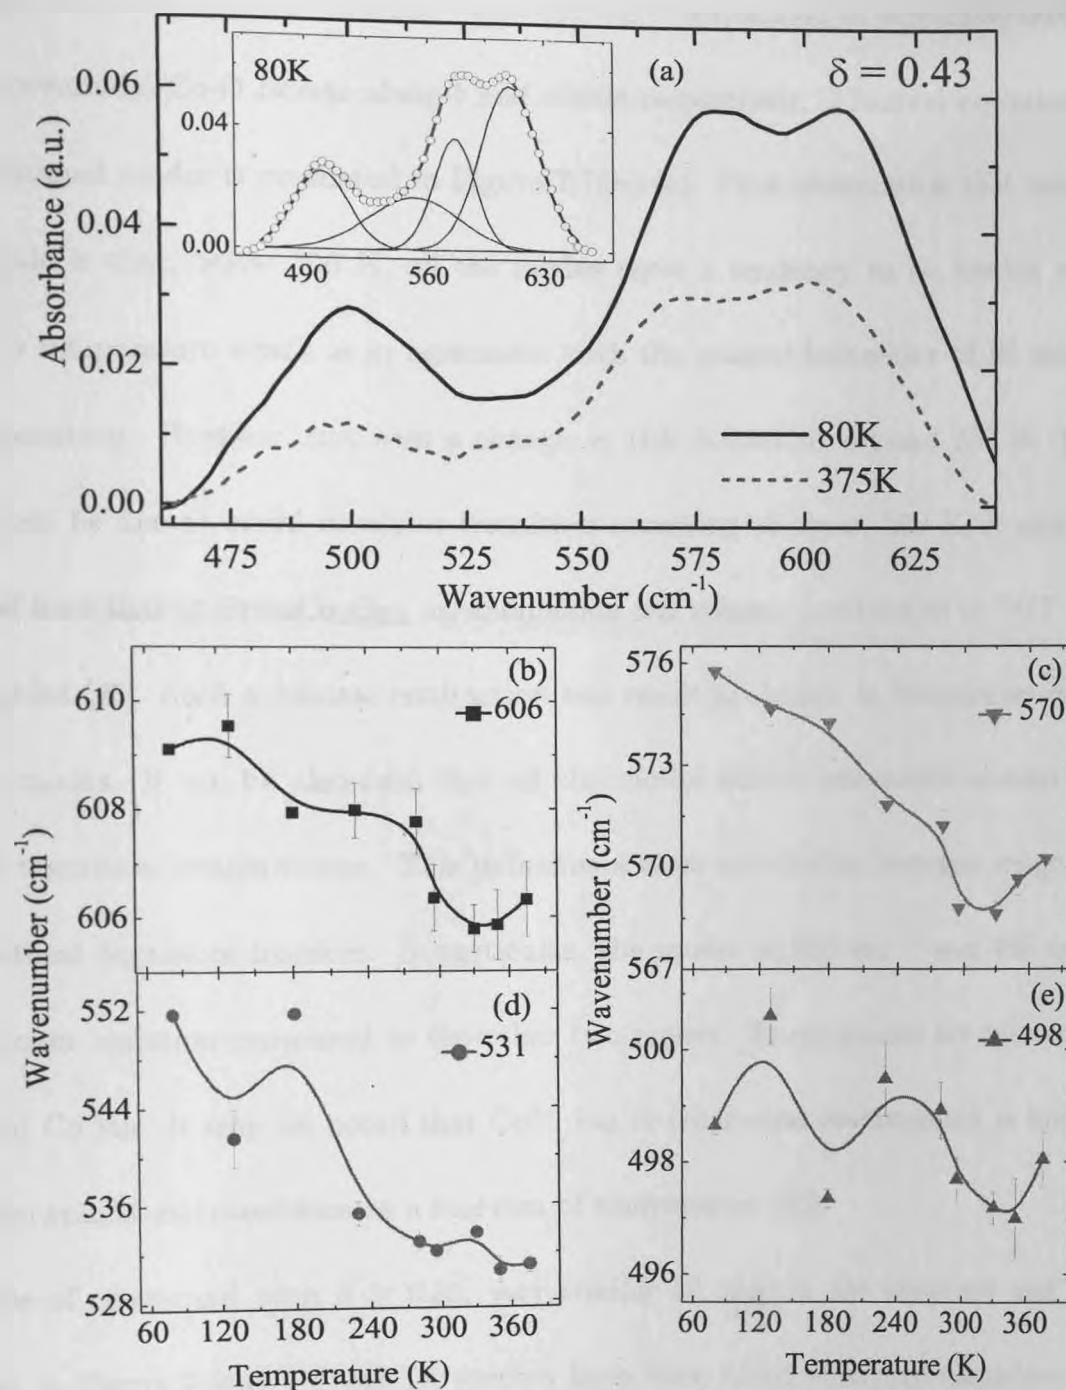 (a)
δ = 0.43
80K
0.06
0.04
0.02
0.00
Absorbance (a.u.)
0.04
0.00
490 560 630
80K
375K
475 500 525 550 575 600 625
Wavenumber (cm-1)
(b)
606
610
608
606
(c)
570
576
573
570
567
Wavenumber (cm-1)
Wavenumber (cm-1)
(d)
531
552
544
536
528
(e)
498
500
498
496
60 120 180 240 300 360
Temperature (K)
60 120 180 240 300 360
Temperature (K)